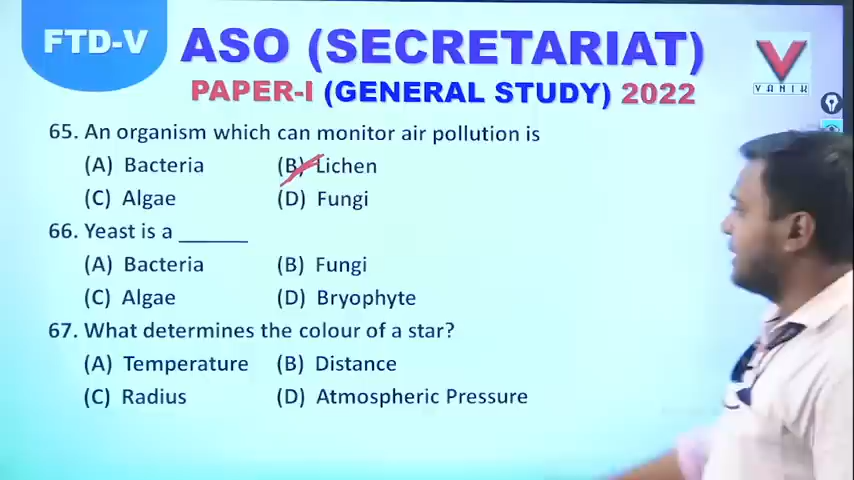 FTD-V
ASO (SECRETARIAT)
PAPER-I (GENERAL STUDY) 2022
VANIK
65. An organism which can monitor air pollution is
(A) Bacteria (B) Lichen
(C) Algae (D) Fungi
66. Yeast is a ______
(A) Bacteria (B) Fungi
(C) Algae (D) Bryophyte
67. What determines the colour of a star?
(A) Temperature (B) Distance
(C) Radius (D) Atmospheric Pressure